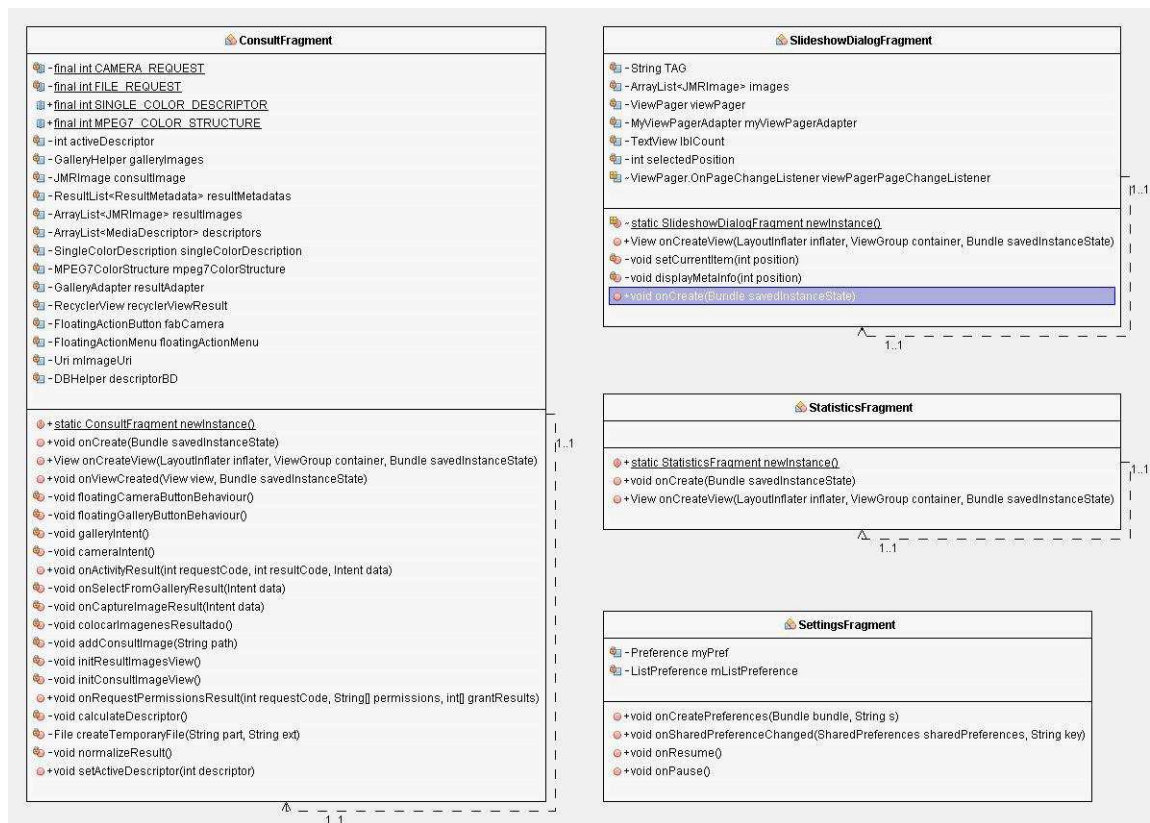 ConsultFragment
-final int CAMERA_REQUEST
-final int FILE_REQUEST
+final int SINGLE_COLOR_DESCRIPTOR
+final int MPEG7_COLOR_STRUCTURE
-int activeDescriptor
-GalleryHelper galleryImages
-JMRImage consultImage
-ResultList<ResultMetadata> resultMetadatas
-ArrayList<JMRImage> resultImages
-ArrayList<MediaDescriptor> descriptors
-SingleColorDescription singleColorDescription
-MPEG7ColorStructure mpeg7ColorStructure
-GalleryAdapter resultAdapter
-RecyclerView recyclerViewResult
-FloatingActionButton fabCamera
-FloatingActionMenu floatingActionMenu
-Uri mImageUri
-DBHelper descriptorBD
+static ConsultFragment newInstance()
+void onCreate(Bundle savedInstanceState)
+View onCreateView(LayoutInflater inflater, ViewGroup container, Bundle savedInstanceState)
+void onViewCreated(View view, Bundle savedInstanceState)
-void floatingCameraButtonBehaviour()
-void floatingGalleryButtonBehaviour()
-void galleryIntent()
-void cameraIntent()
+void onActivityResult(int requestCode, int resultCode, Intent data)
-void onSelectFromGalleryResult(Intent data)
-void onCaptureImageResult(Intent data)
-void colocarImagenesResultado()
-void addConsultImage(String path)
-void initResultImagesView()
-void initConsultImageView()
+void onRequestPermissionsResult(int requestCode, String[] permissions, int[] grantResults)
-void calculateDescriptor()
-File createTemporaryFile(String part, String ext)
-void normalizeResult()
+void setActiveDescriptor(int descriptor)
1..1
1..1
SlideshowDialogFragment
-String TAG
-ArrayList<JMRImage> images
-ViewPager viewPager
-MyViewPagerAdapter myViewPagerAdapter
-TextView lblCount
-int selectedPosition
~ViewPager.OnPageChangeListener viewPagerPageChangeListener
~static SlideshowDialogFragment newInstance()
+View onCreateView(LayoutInflater inflater, ViewGroup container, Bundle savedInstanceState)
-void setCurrentItem(int position)
-void displayMetaInfo(int position)
+void onCreate(Bundle savedInstanceState)
1..1
1..1
StatisticsFragment
+static StatisticsFragment newInstance()
+void onCreate(Bundle savedInstanceState)
+View onCreateView(LayoutInflater inflater, ViewGroup container, Bundle savedInstanceState)
1..1
1..1
SettingsFragment
-Preference myPref
-ListPreference mListPreference
+void onCreatePreferences(Bundle bundle, String s)
+void onSharedPreferenceChanged(SharedPreferences sharedPreferences, String key)
+void onResume()
+void onPause()